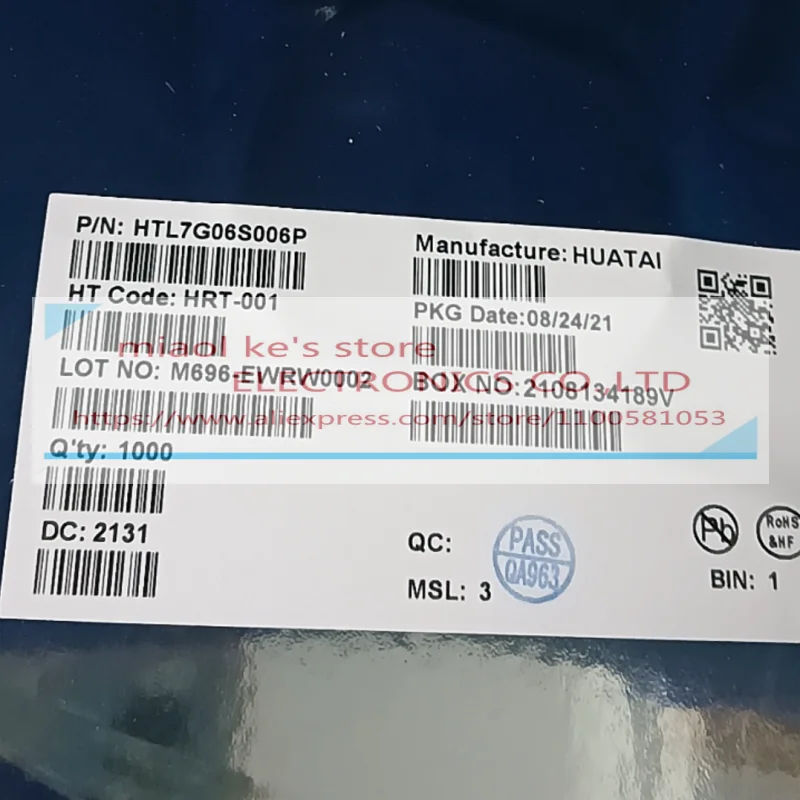 P/N: HTL7G06S006P
Manufacture: HUATAI
HT Code: HRT-001
PKG Date:08/24/21
miaol ke's store
LOT NO: M696-EWRW0002
BOX NO:2108134189V
ELECTRONICS CO.,LTD
https://www.aliexpress.com/store/1100581053
Q'ty: 1000
DC: 2131
QC:
PASS
QA963
MSL: 3
Pb
RoHS
&HF
BIN: 1